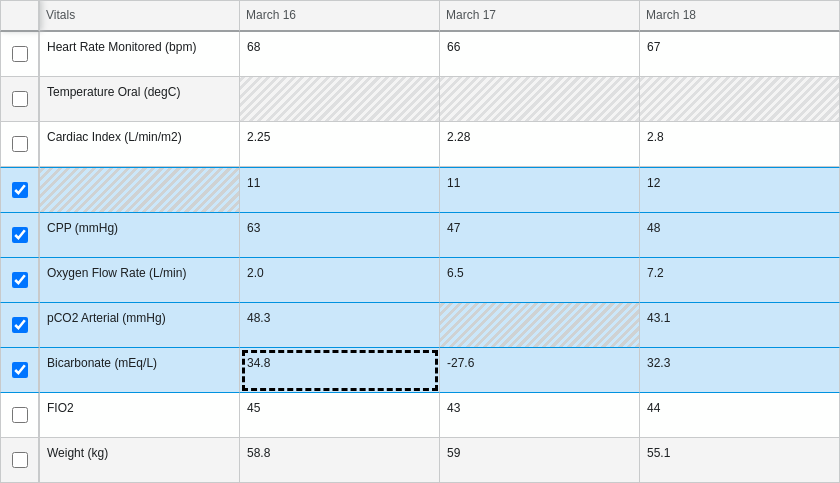 Vitals March 16 March 17 March 18
Heart Rate Monitored (bpm) 68 66 67
Temperature Oral (degC)
Cardiac Index (L/min/m2) 2.25 2.28 2.8
11 11 12
CPP (mmHg) 63 47 48
Oxygen Flow Rate (L/min) 2.0 6.5 7.2
pCO2 Arterial (mmHg) 48.3 43.1
Bicarbonate (mEq/L) 34.8 -27.6 32.3
FIO2 45 43 44
Weight (kg) 58.8 59 55.1